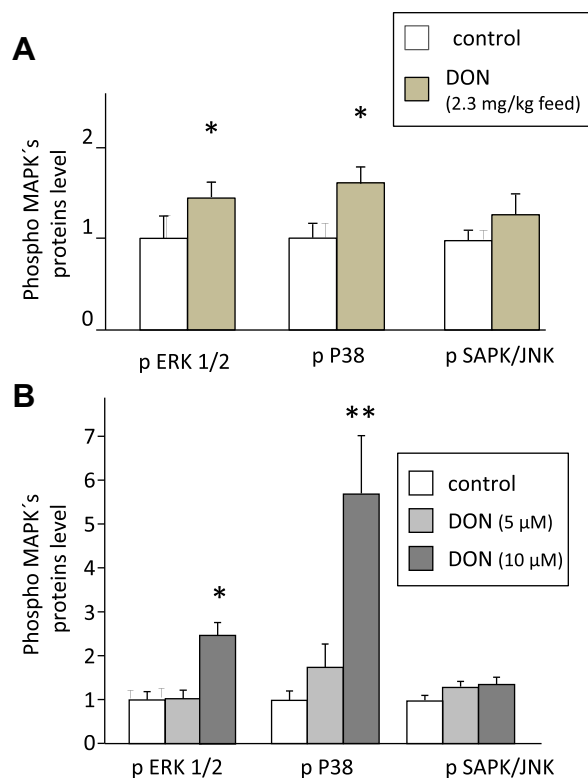 A
control
DON
(2.3 mg/kg feed)
Phospho MAPK´s
proteins level
2
1
0
*
*
p ERK 1/2
p P38
p SAPK/JNK
B
control
DON (5 µM)
DON (10 µM)
Phospho MAPK´s
proteins level
7
6
5
4
3
2
1
0
*
**
p ERK 1/2
p P38
p SAPK/JNK